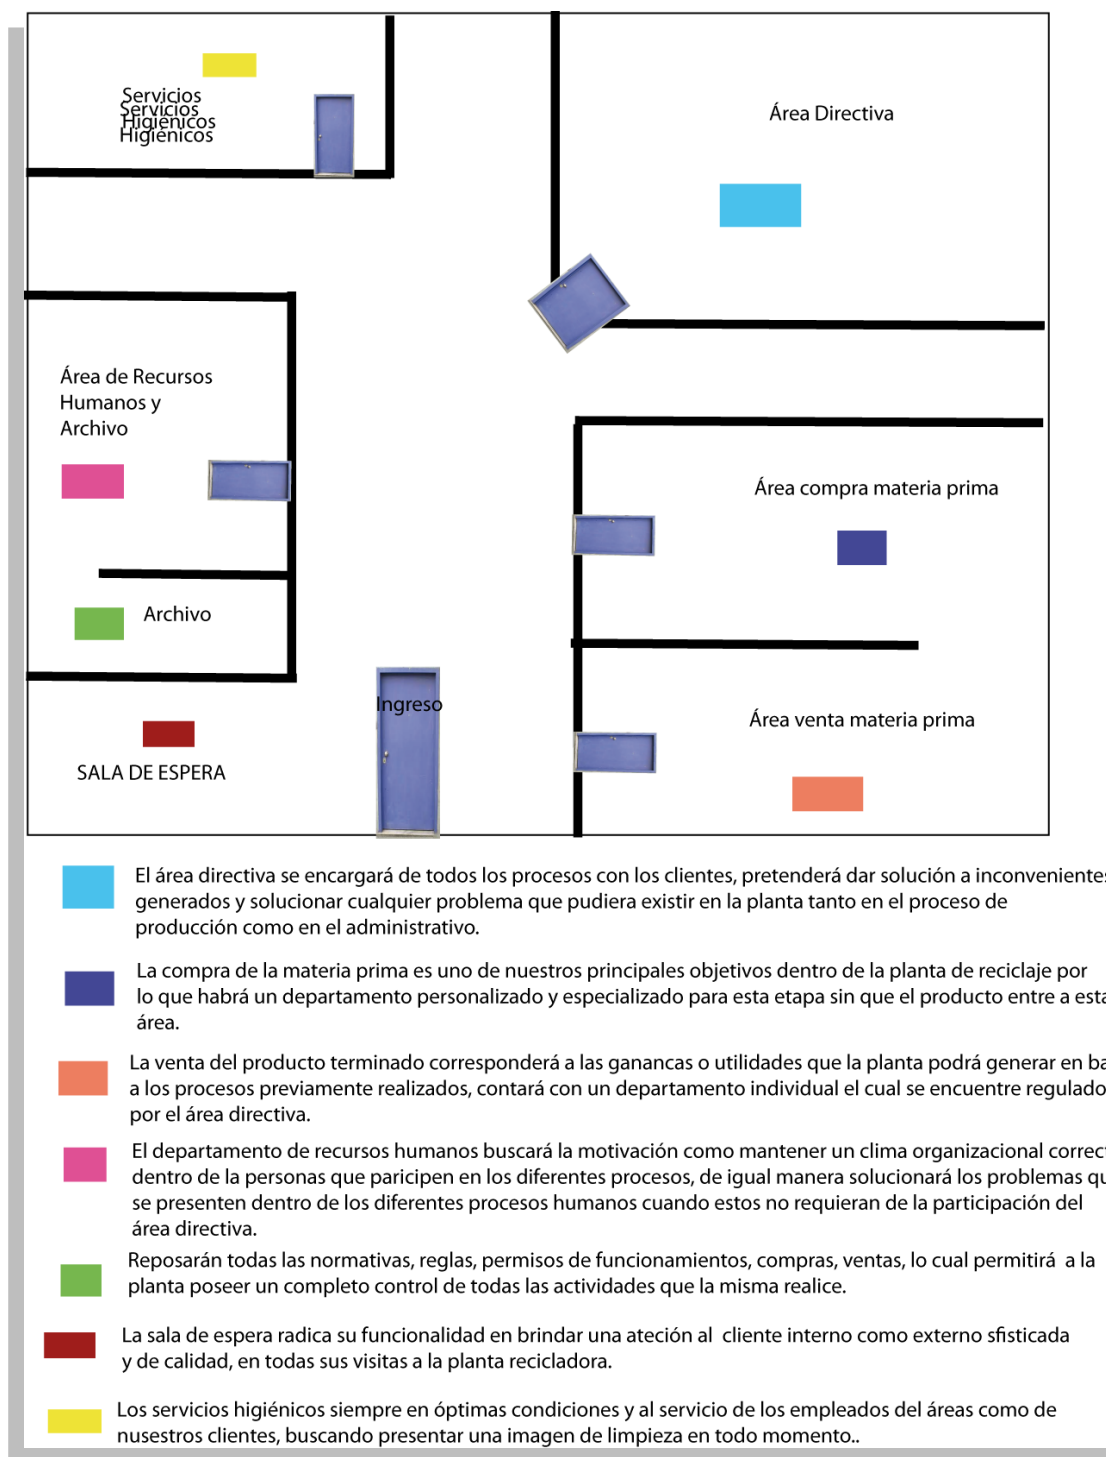 Servicios
Servicios
Higiénicos
Higiénicos
Área Directiva
Área de Recursos
Humanos y
Archivo
Área compra materia prima
Archivo
Ingreso
Área venta materia prima
SALA DE ESPERA
El área directiva se encargará de todos los procesos con los clientes, pretenderá dar solución a inconvenientes
generados y solucionar cualquier problema que pudiera existir en la planta tanto en el proceso de
producción como en el administrativo.
La compra de la materia prima es uno de nuestros principales objetivos dentro de la planta de reciclaje por
lo que habrá un departamento personalizado y especializado para esta etapa sin que el producto entre a esta
área.
La venta del producto terminado corresponderá a las ganancas o utilidades que la planta podrá generar en ba
a los procesos previamente realizados, contará con un departamento individual el cual se encuentre regulado
por el área directiva.
El departamento de recursos humanos buscará la motivación como mantener un clima organizacional correct
dentro de la personas que paricipen en los diferentes procesos, de igual manera solucionará los problemas qu
se presenten dentro de los diferentes procesos humanos cuando estos no requieran de la participación del
área directiva.
Reposarán todas las normativas, reglas, permisos de funcionamientos, compras, ventas, lo cual permitirá a la
planta poseer un completo control de todas las actividades que la misma realice.
La sala de espera radica su funcionalidad en brindar una ateción al cliente interno como externo sfisticada
y de calidad, en todas sus visitas a la planta recicladora.
Los servicios higiénicos siempre en óptimas condiciones y al servicio de los empleados del áreas como de
nusestros clientes, buscando presentar una imagen de limpieza en todo momento..